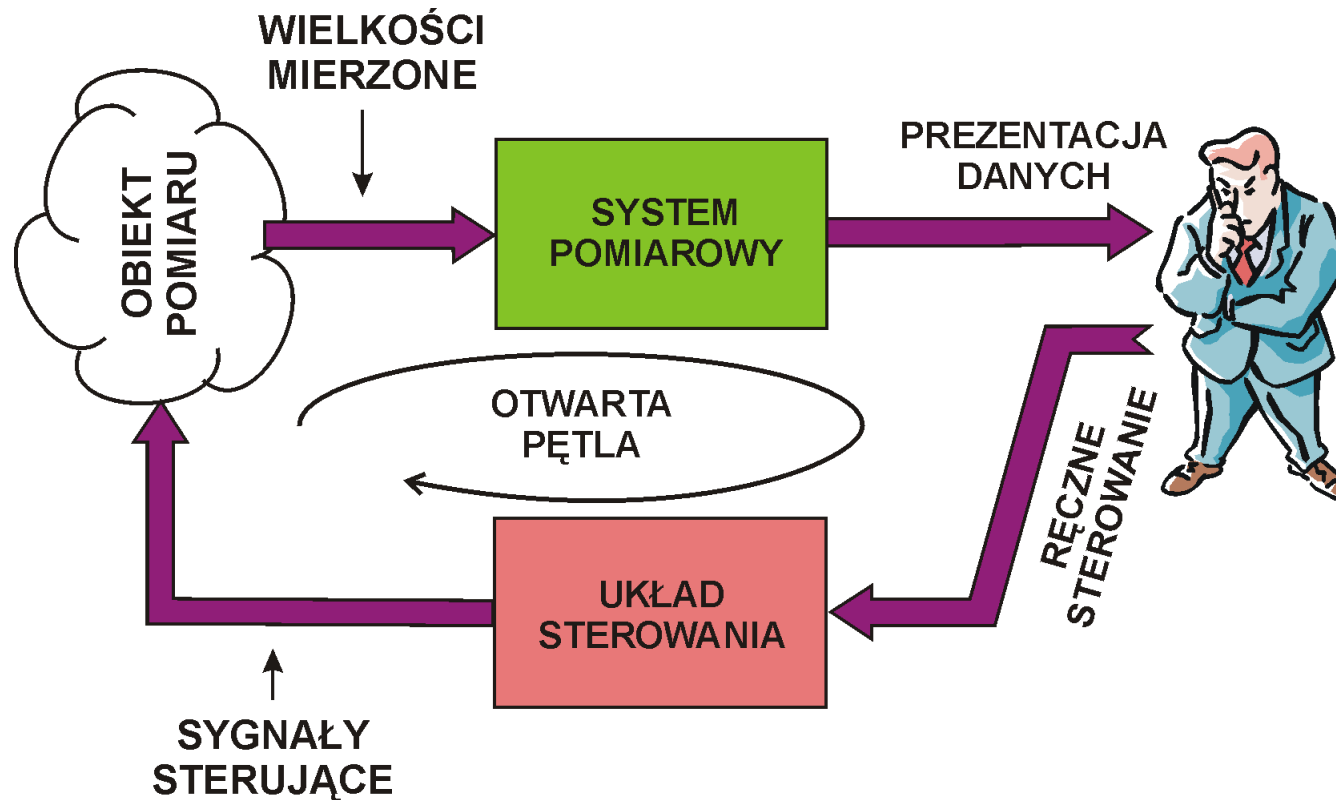 WIELKOŚCI
MIERZONE
OBIEKT
POMIARU
SYSTEM
POMIAROWY
PREZENTACJA
DANYCH
OTWARTA
PĘTLA
RĘCZNE
STEROWANIE
UKŁAD
STEROWANIA
SYGNAŁY
STERUJĄCE